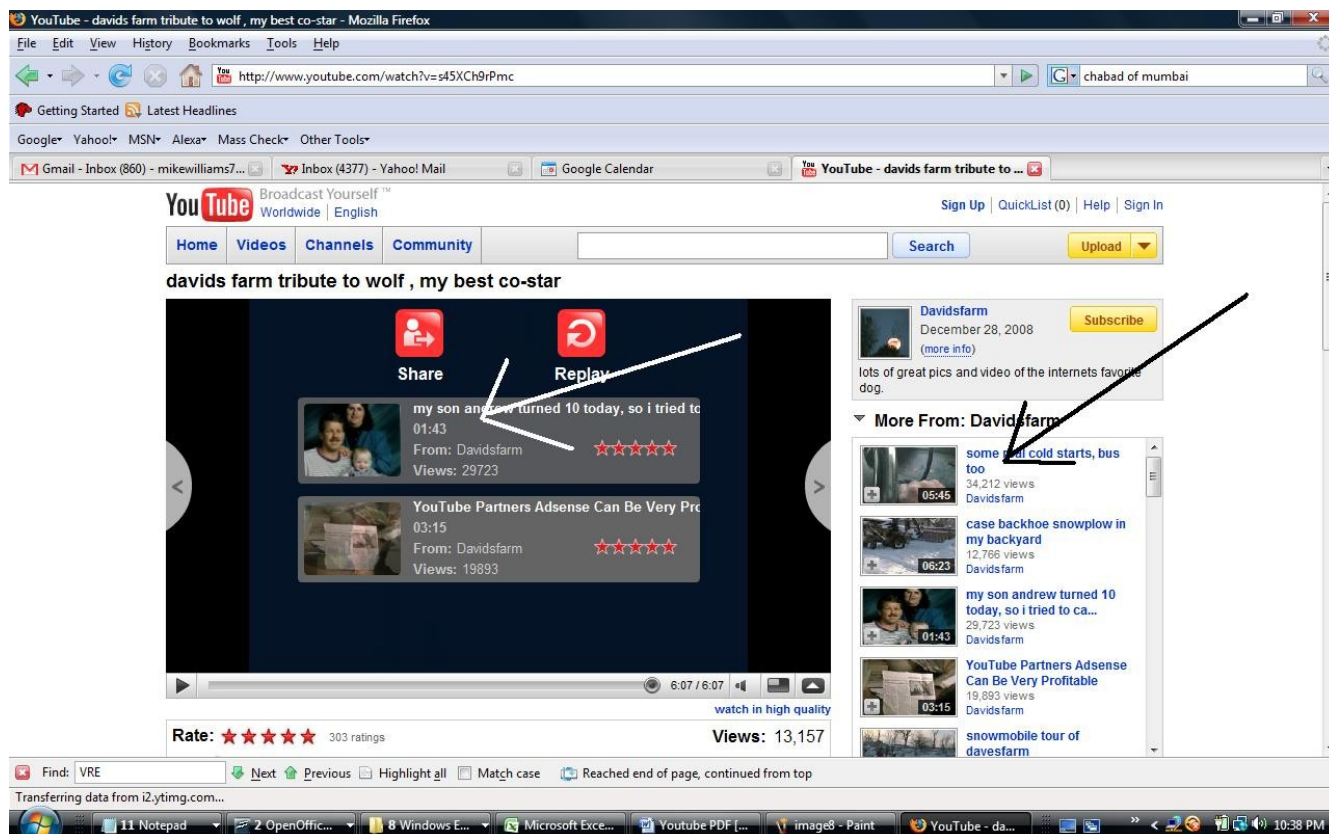 YouTube - davids farm tribute to wolf , my best co-star - Mozilla Firefox
File Edit View History Bookmarks Tools Help
http://www.youtube.com/watch?v=s45XCh9rPmc
G chabad of mumbai
Getting Started Latest Headlines
Google Yahoo! MSN Alexa Mass Check Other Tools
Gmail - Inbox (860) - mikewilliams7... Inbox (4377) - Yahoo! Mail Google Calendar YouTube - davids farm tribute to ...
YouTube Broadcast Yourself ™
Worldwide | English
Sign Up | QuickList (0) | Help | Sign In
Home Videos Channels Community Search Upload
davids farm tribute to wolf , my best co-star
Share Replay
my son andrew turned 10 today, so i tried to
01:43
From: Davidsfarm
Views: 29723
YouTube Partners Adsense Can Be Very Pro
03:15
From: Davidsfarm
Views: 19893
6:07 / 6:07
watch in high quality
Rate: 303 ratings Views: 13,157
Davidsfarm
December 28, 2008
(more info)
Subscribe
lots of great pics and video of the internets favorite
dog.
More From: Davidsfarm
some real cold starts, bus
too
34,212 views
Davidsfarm
05:45
case backhoe snowplow in
my backyard
12,766 views
Davidsfarm
06:23
my son andrew turned 10
today, so i tried to ca...
29,723 views
Davidsfarm
01:43
YouTube Partners Adsense
Can Be Very Profitable
19,893 views
Davidsfarm
03:15
snowmobile tour of
davesfarm
Find: VRE Next Previous Highlight all Match case Reached end of page, continued from top
Transferring data from i2.ytimg.com...
11 Notepad 2 OpenOffic... 8 Windows E... Microsoft Exce... Youtube PDF [... image8 - Paint YouTube - da... 10:38 PM